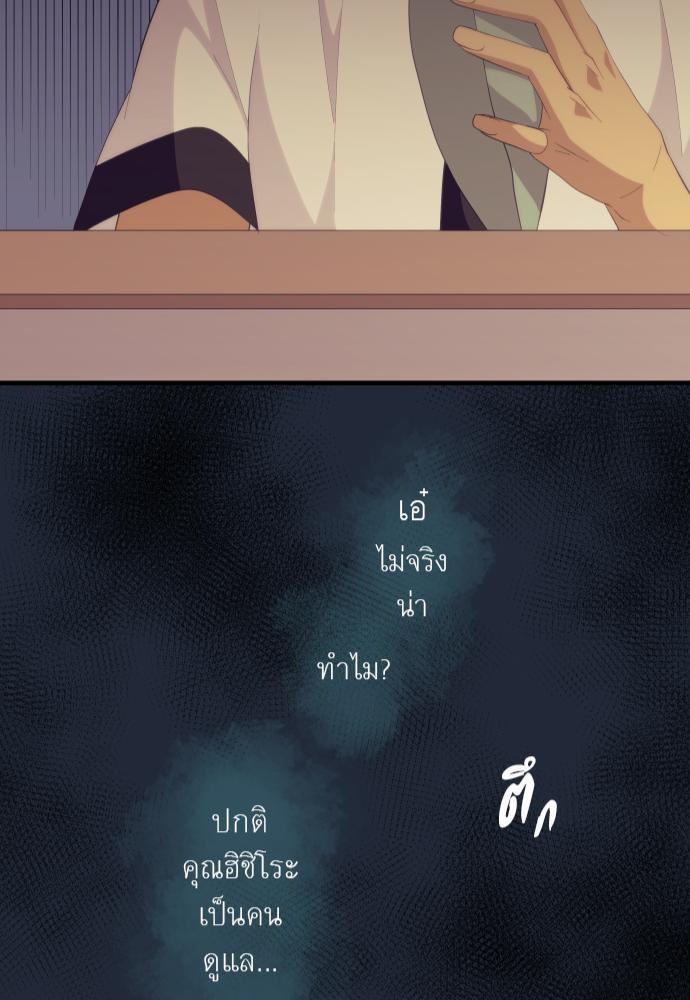 เอ๋
ไม่จริง
น่า
ทำไม?
ตึก
ปกติ
คุณฮิชิโระ
เป็นคน
ดูแล...